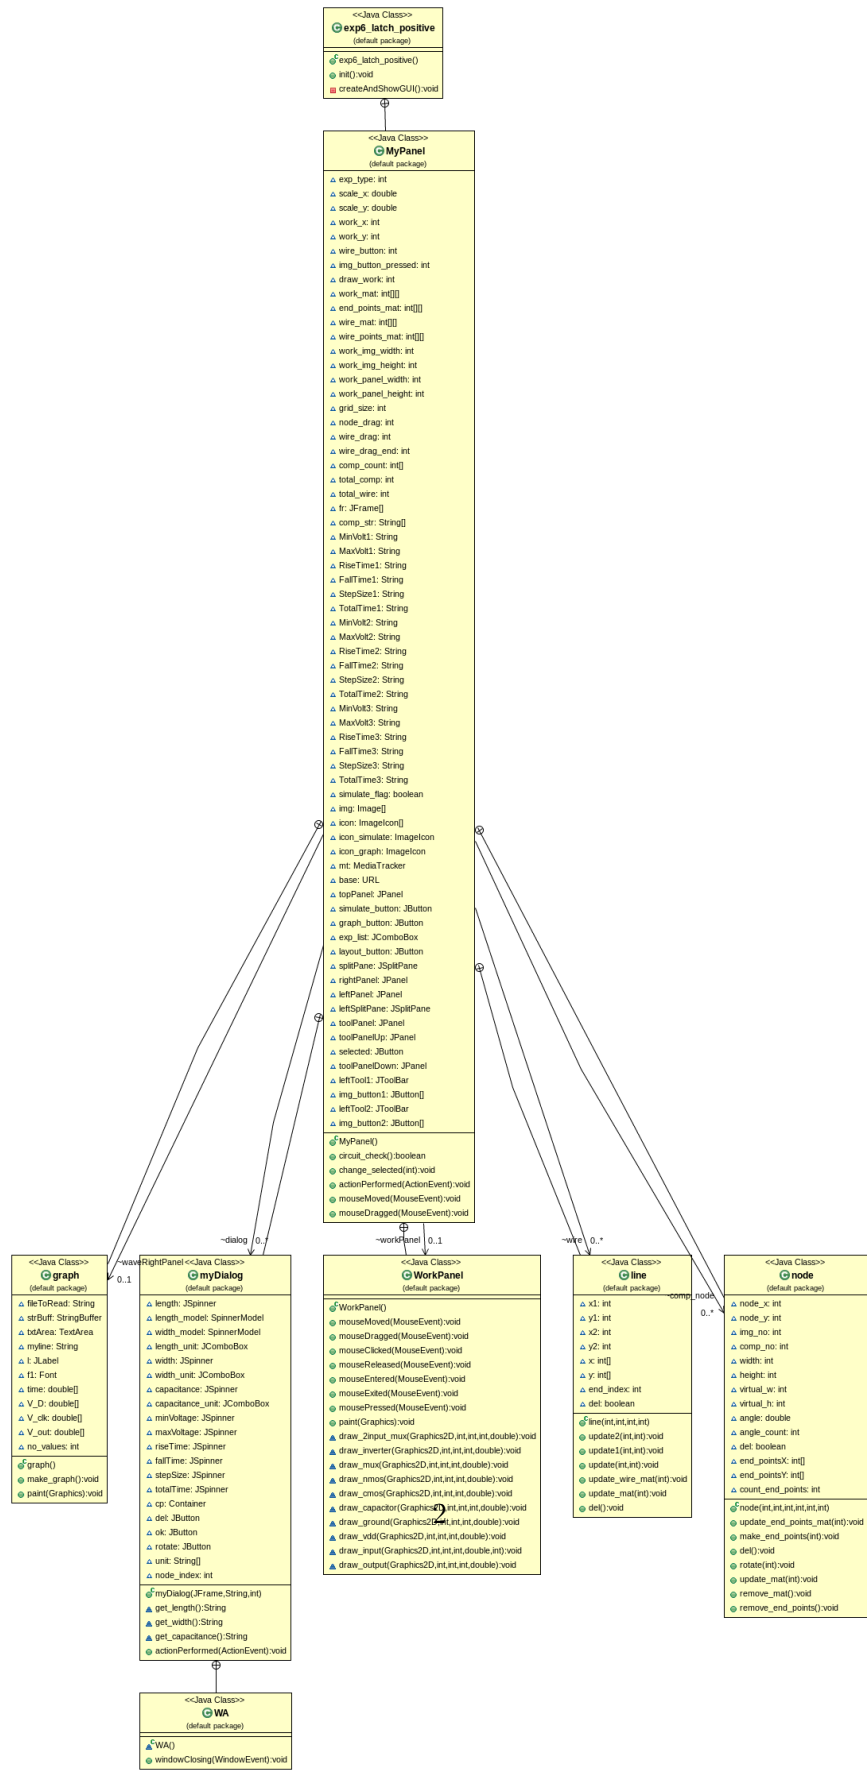 <<Java Class>>
exp6_latch_positive
(default package)
exp6_latch_positive()
init():void
createAndShowGUI():void
<<Java Class>>
MyPanel
(default package)
exp_type: int
scale_x: double
scale_y: double
work_x: int
work_y: int
wire_button: int
img_button_pressed: int
draw_work: int
work_mat: int[][]
end_points_mat: int[][]
wire_mat: int[][]
wire_points_mat: int[][]
work_img_width: int
work_img_height: int
work_panel_width: int
work_panel_height: int
grid_size: int
node_drag: int
wire_drag: int
wire_drag_end: int
comp_count: int[]
total_comp: int
total_wire: int
fr: JFrame[]
comp_str: String[]
MinVolt1: String
MaxVolt1: String
RiseTime1: String
FallTime1: String
StepSize1: String
TotalTime1: String
MinVolt2: String
MaxVolt2: String
RiseTime2: String
FallTime2: String
StepSize2: String
TotalTime2: String
MinVolt3: String
MaxVolt3: String
RiseTime3: String
FallTime3: String
StepSize3: String
TotalTime3: String
simulate_flag: boolean
img: Image[]
icon: ImageIcon[]
icon_simulate: ImageIcon
icon_graph: ImageIcon
mt: MediaTracker
base: URL
topPanel: JPanel
simulate_button: JButton
graph_button: JButton
exp_list: JComboBox
layout_button: JButton
splitPane: JSplitPane
rightPanel: JPanel
leftPanel: JPanel
leftSplitPane: JSplitPane
toolPanel: JPanel
toolPanelUp: JPanel
selected: JButton
toolPanelDown: JPanel
leftTool1: JToolBar
img_button1: JButton[]
leftTool2: JToolBar
img_button2: JButton[]
MyPanel()
circuit_check():boolean
change_selected(int):void
actionPerformed(ActionEvent):void
mouseMoved(MouseEvent):void
mouseDragged(MouseEvent):void
~waveRightPanel
0..1
~dialog 0..*
~workPanel 0..1
~wire 0..*
~comp_node
0..*
<<Java Class>>
graph
(default package)
fileToRead: String
strBuff: StringBuffer
txtArea: TextArea
myline: String
l: JLabel
f1: Font
time: double[]
V_D: double[]
V_clk: double[]
V_out: double[]
no_values: int
graph()
make_graph():void
paint(Graphics):void
<<Java Class>>
myDialog
(default package)
length: JSpinner
length_model: SpinnerModel
width_model: SpinnerModel
length_unit: JComboBox
width: JSpinner
width_unit: JComboBox
capacitance: JSpinner
capacitance_unit: JComboBox
minVoltage: JSpinner
maxVoltage: JSpinner
riseTime: JSpinner
fallTime: JSpinner
stepSize: JSpinner
totalTime: JSpinner
cp: Container
del: JButton
ok: JButton
rotate: JButton
unit: String[]
node_index: int
myDialog(JFrame,String,int)
get_length():String
get_width():String
get_capacitance():String
actionPerformed(ActionEvent):void
<<Java Class>>
WorkPanel
(default package)
WorkPanel()
mouseMoved(MouseEvent):void
mouseDragged(MouseEvent):void
mouseClicked(MouseEvent):void
mouseReleased(MouseEvent):void
mouseEntered(MouseEvent):void
mouseExited(MouseEvent):void
mousePressed(MouseEvent):void
paint(Graphics):void
draw_2input_mux(Graphics2D,int,int,int,double):void
draw_inverter(Graphics2D,int,int,int,double):void
draw_mux(Graphics2D,int,int,int,double):void
draw_nmos(Graphics2D,int,int,int,double):void
draw_cmos(Graphics2D,int,int,int,double):void
draw_capacitor(Graphics2D,int,int,int,double):void
draw_ground(Graphics2D,int,int,int,double):void
draw_vdd(Graphics2D,int,int,int,double):void
draw_input(Graphics2D,int,int,int,double,int):void
draw_output(Graphics2D,int,int,int,double):void
2
<<Java Class>>
line
(default package)
x1: int
y1: int
x2: int
y2: int
x: int[]
y: int[]
end_index: int
del: boolean
line(int,int,int,int)
update2(int,int):void
update1(int,int):void
update(int,int):void
update_wire_mat(int):void
update_mat(int):void
del():void
<<Java Class>>
node
(default package)
node_x: int
node_y: int
img_no: int
comp_no: int
width: int
height: int
virtual_w: int
virtual_h: int
angle: double
angle_count: int
del: boolean
end_pointsX: int[]
end_pointsY: int[]
count_end_points: int
node(int,int,int,int,int,int)
update_end_points_mat(int):void
make_end_points(int):void
del():void
rotate(int):void
update_mat(int):void
remove_mat():void
remove_end_points():void
<<Java Class>>
WA
(default package)
WA()
windowClosing(WindowEvent):void